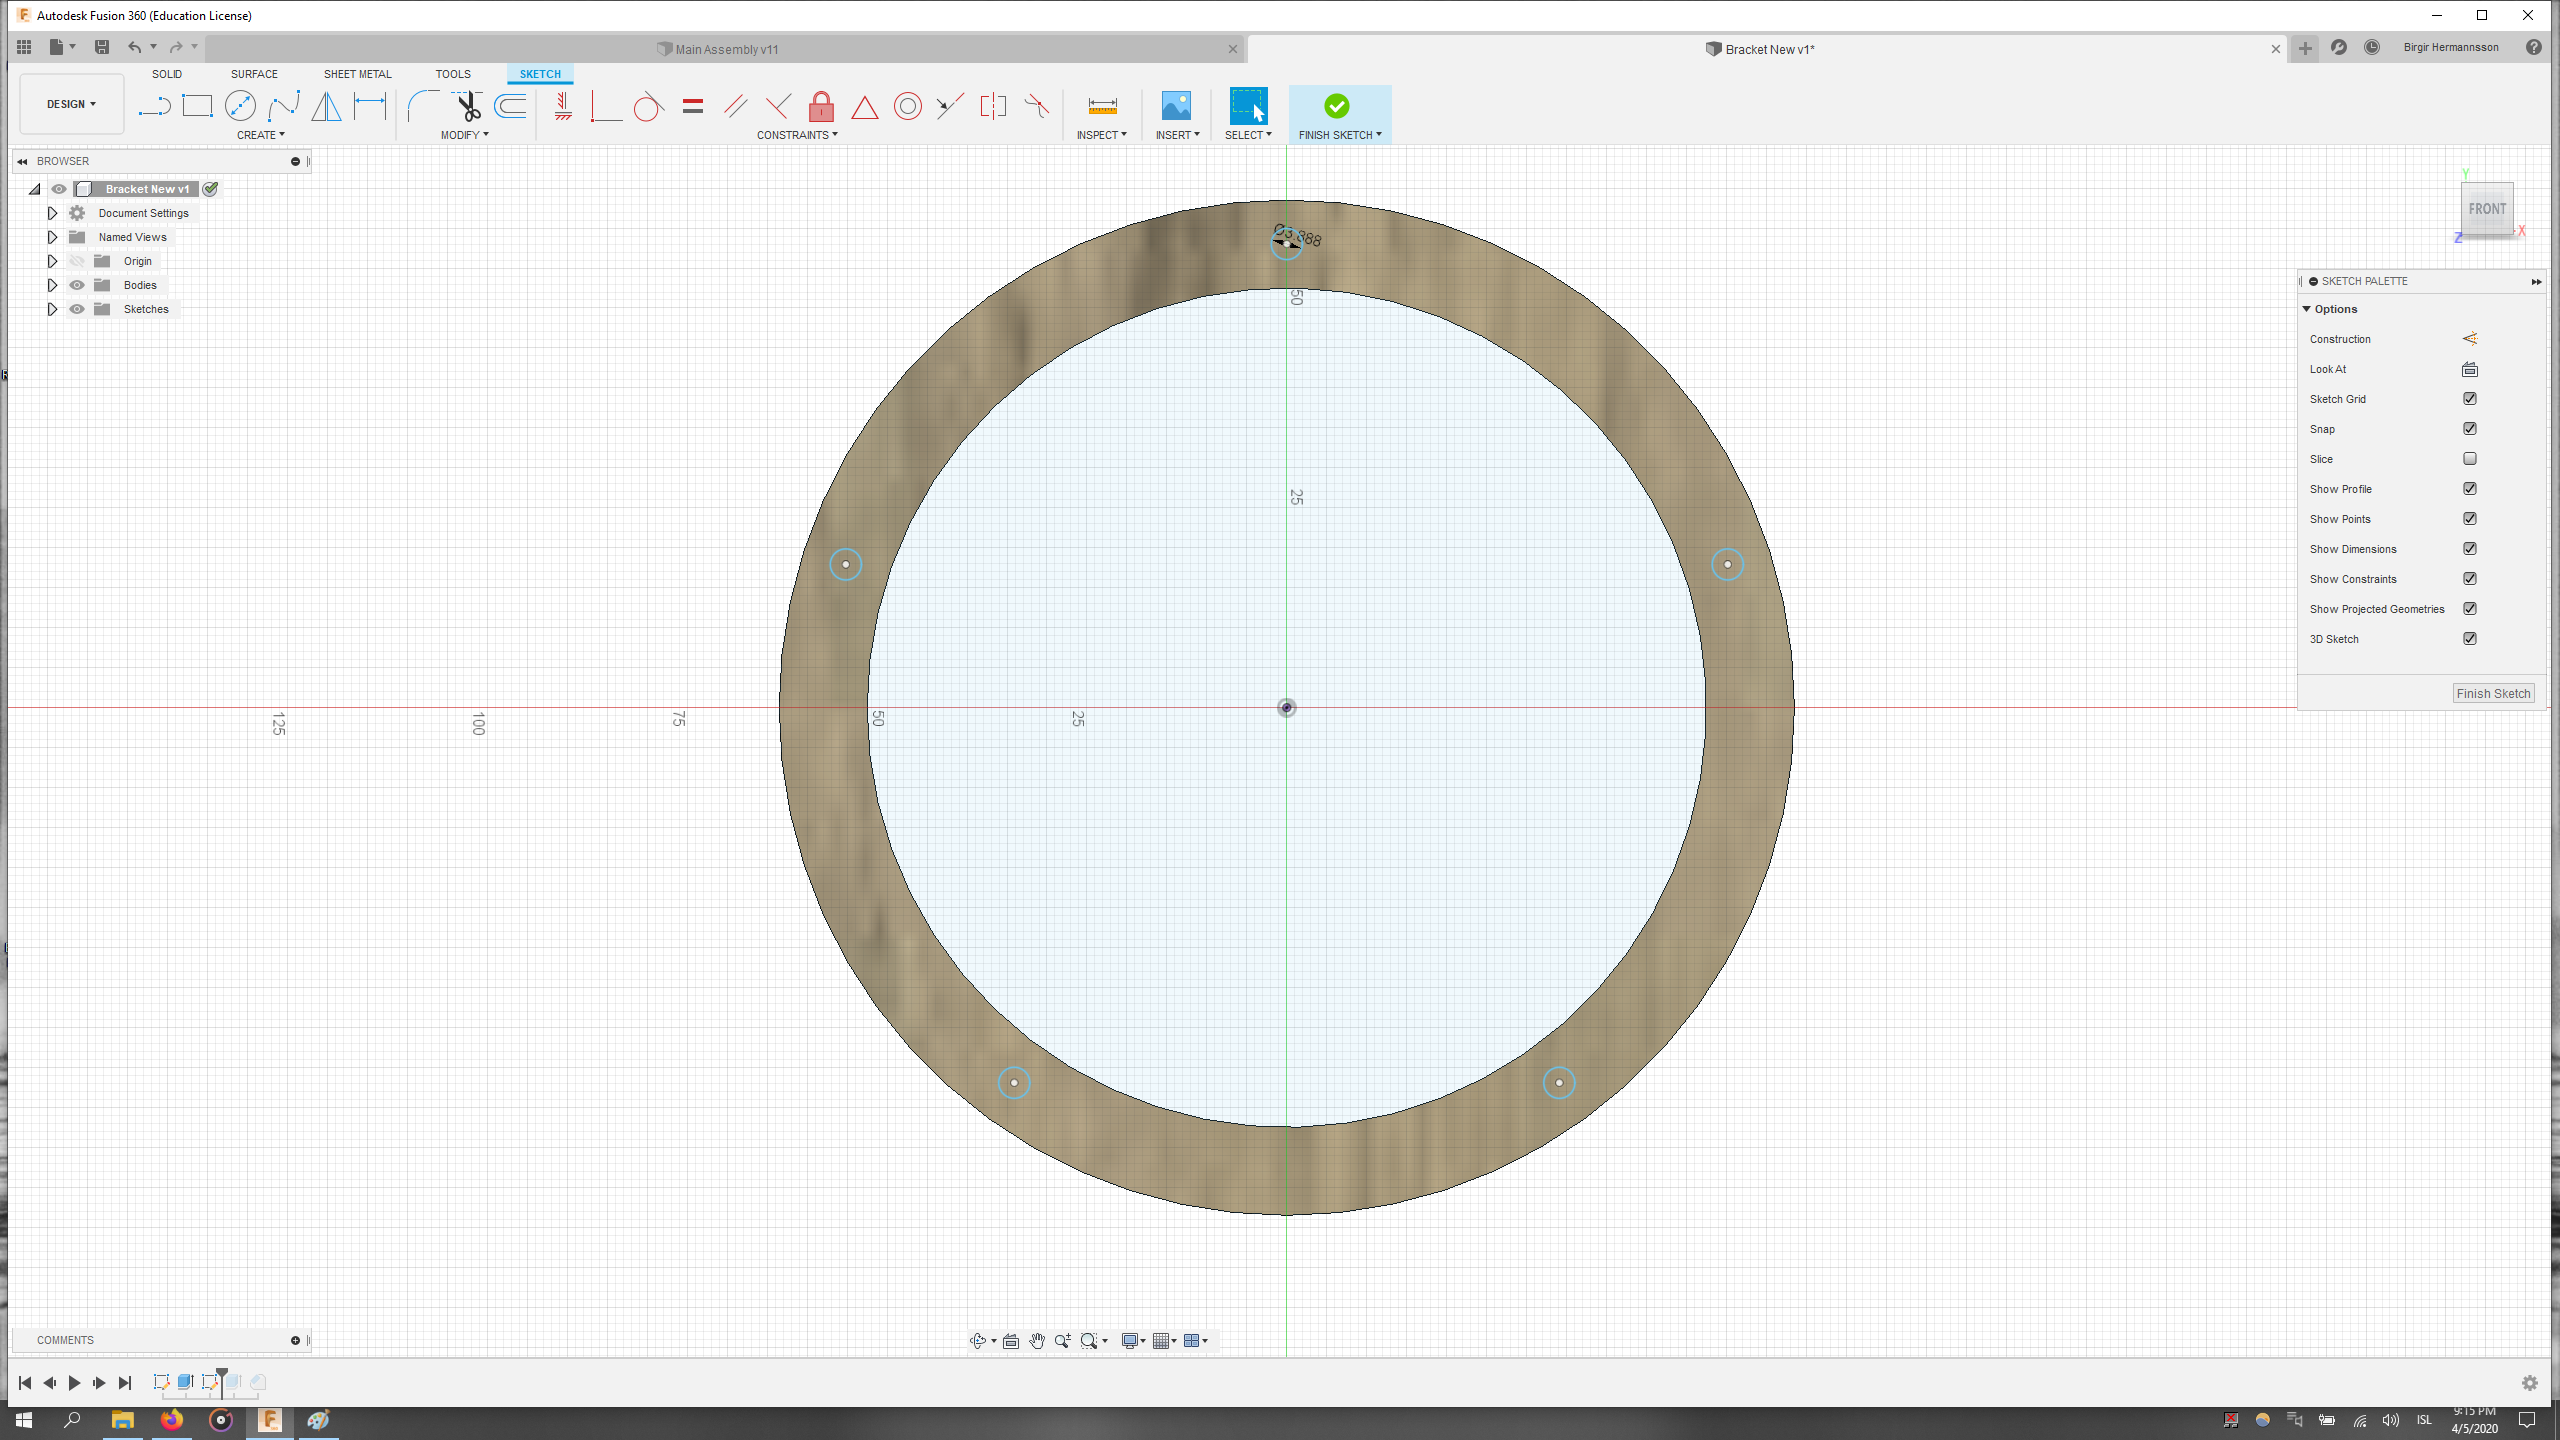 Autodesk Fusion 360 (Education License)
Main Assembly v11
Bracket New v1*
Birgir Hermannsson
SOLID SURFACE SHEET METAL TOOLS SKETCH
DESIGN
CREATE MODIFY CONSTRAINTS INSPECT INSERT SELECT FINISH SKETCH
BROWSER
Bracket New v1
Document Settings
Named Views
Origin
Bodies
Sketches
Y
FRONT
Z X
50
25
125 100 75 50 25
SKETCH PALETTE
Options
Construction
Look At
Sketch Grid
Snap
Slice
Show Profile
Show Points
Show Dimensions
Show Constraints
Show Projected Geometries
3D Sketch
Finish Sketch
COMMENTS
ISL
9:15 PM
4/5/2020